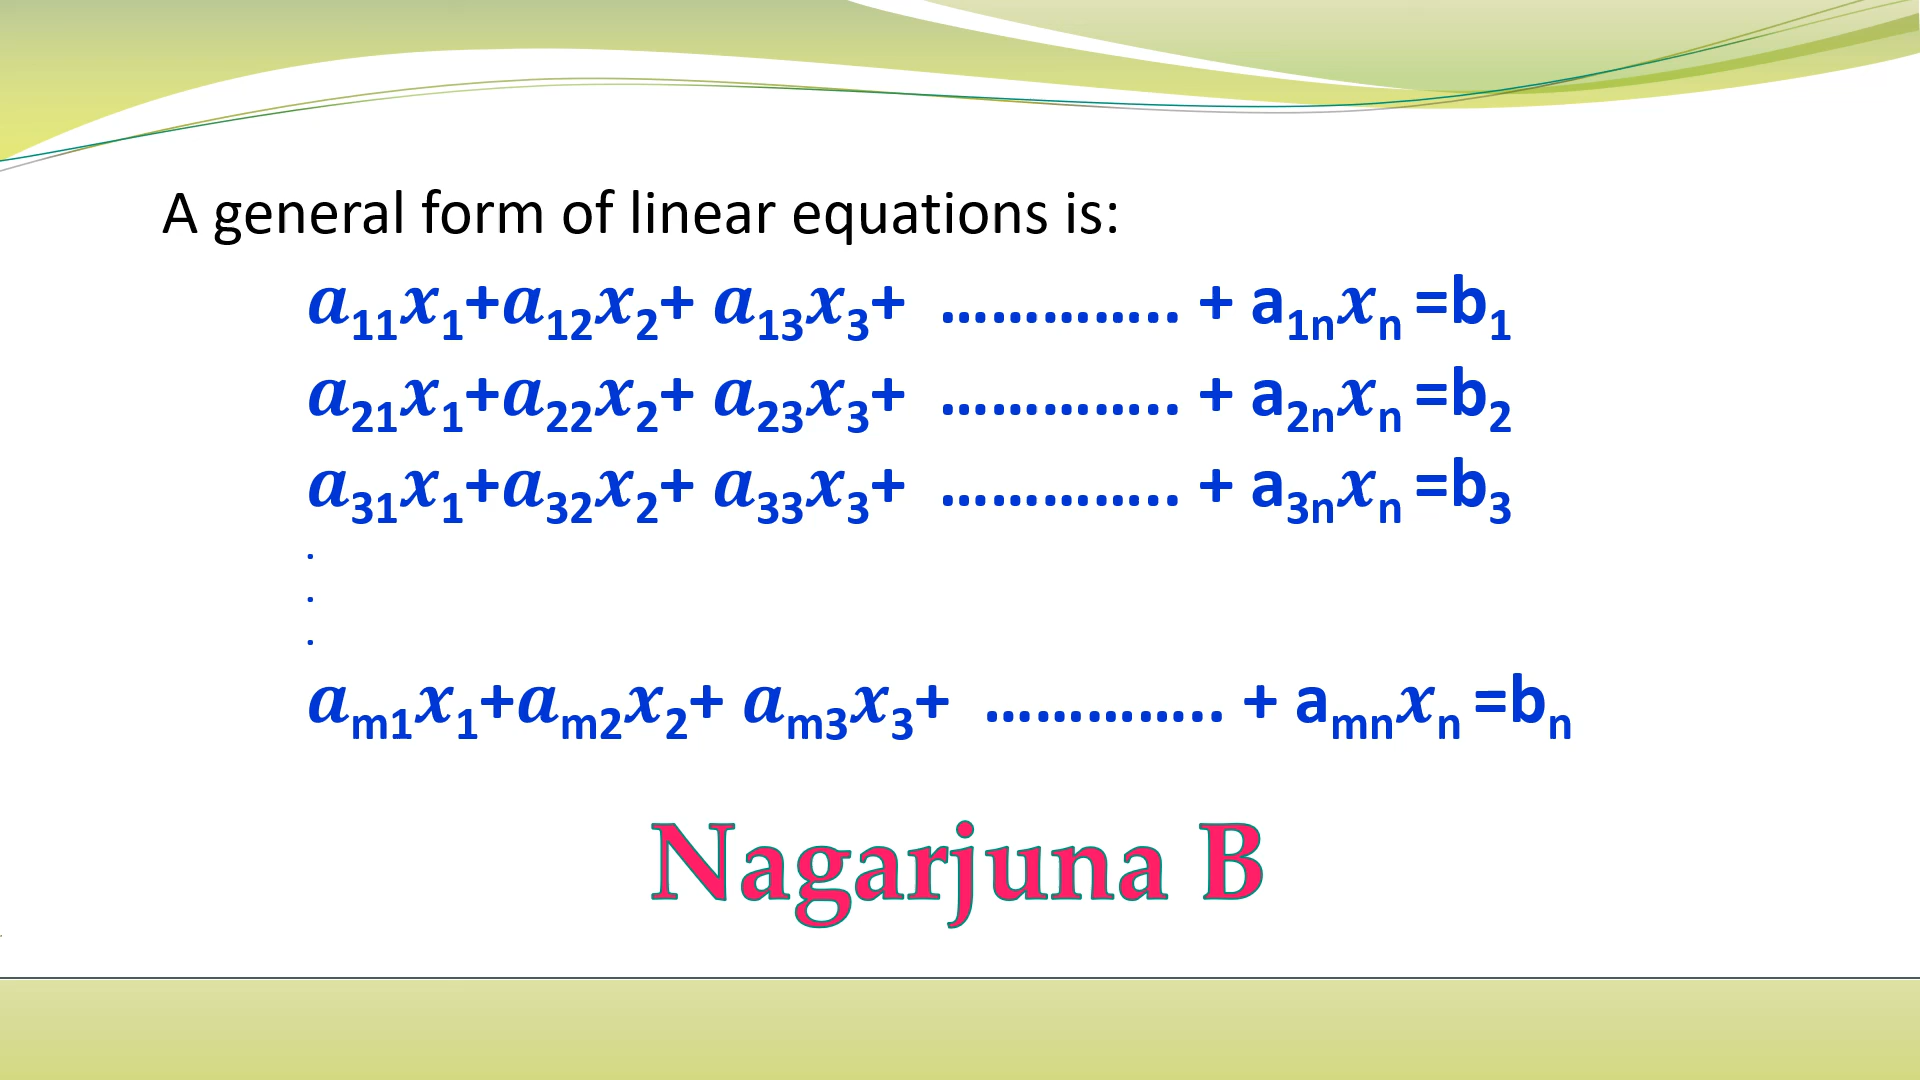 A general form of linear equations is:
a₁₁x₁+a₁₂x₂+ a₁₃x₃+ ………….. + a₁ₙxₙ =b₁
a₂₁x₁+a₂₂x₂+ a₂₃x₃+ ………….. + a₂ₙxₙ =b₂
a₃₁x₁+a₃₂x₂+ a₃₃x₃+ ………….. + a₃ₙxₙ =b₃
.
.
.
aₘ₁x₁+aₘ₂x₂+ aₘ₃x₃+ ………….. + aₘₙxₙ =bₙ
Nagarjuna B